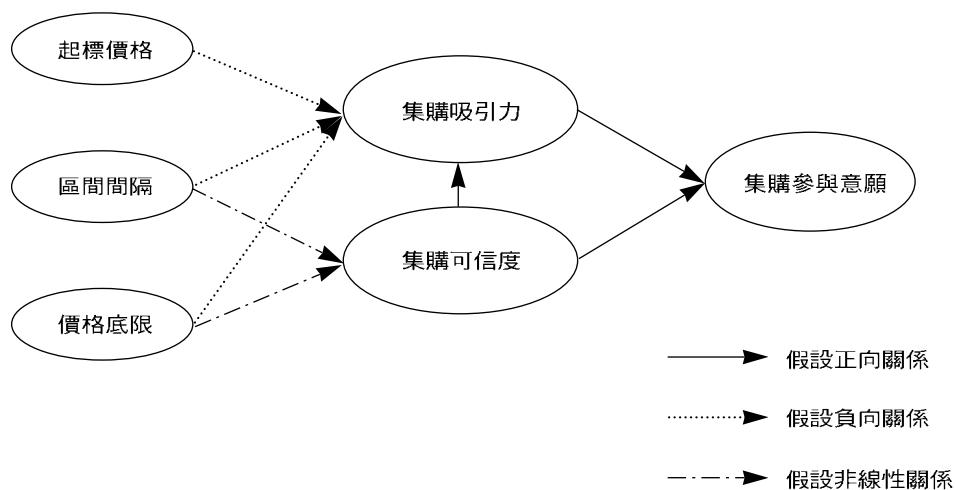 起標價格
集購吸引力
區間間隔
集購參與意願
集購可信度
價格底限
假設正向關係
假設負向關係
假設非線性關係